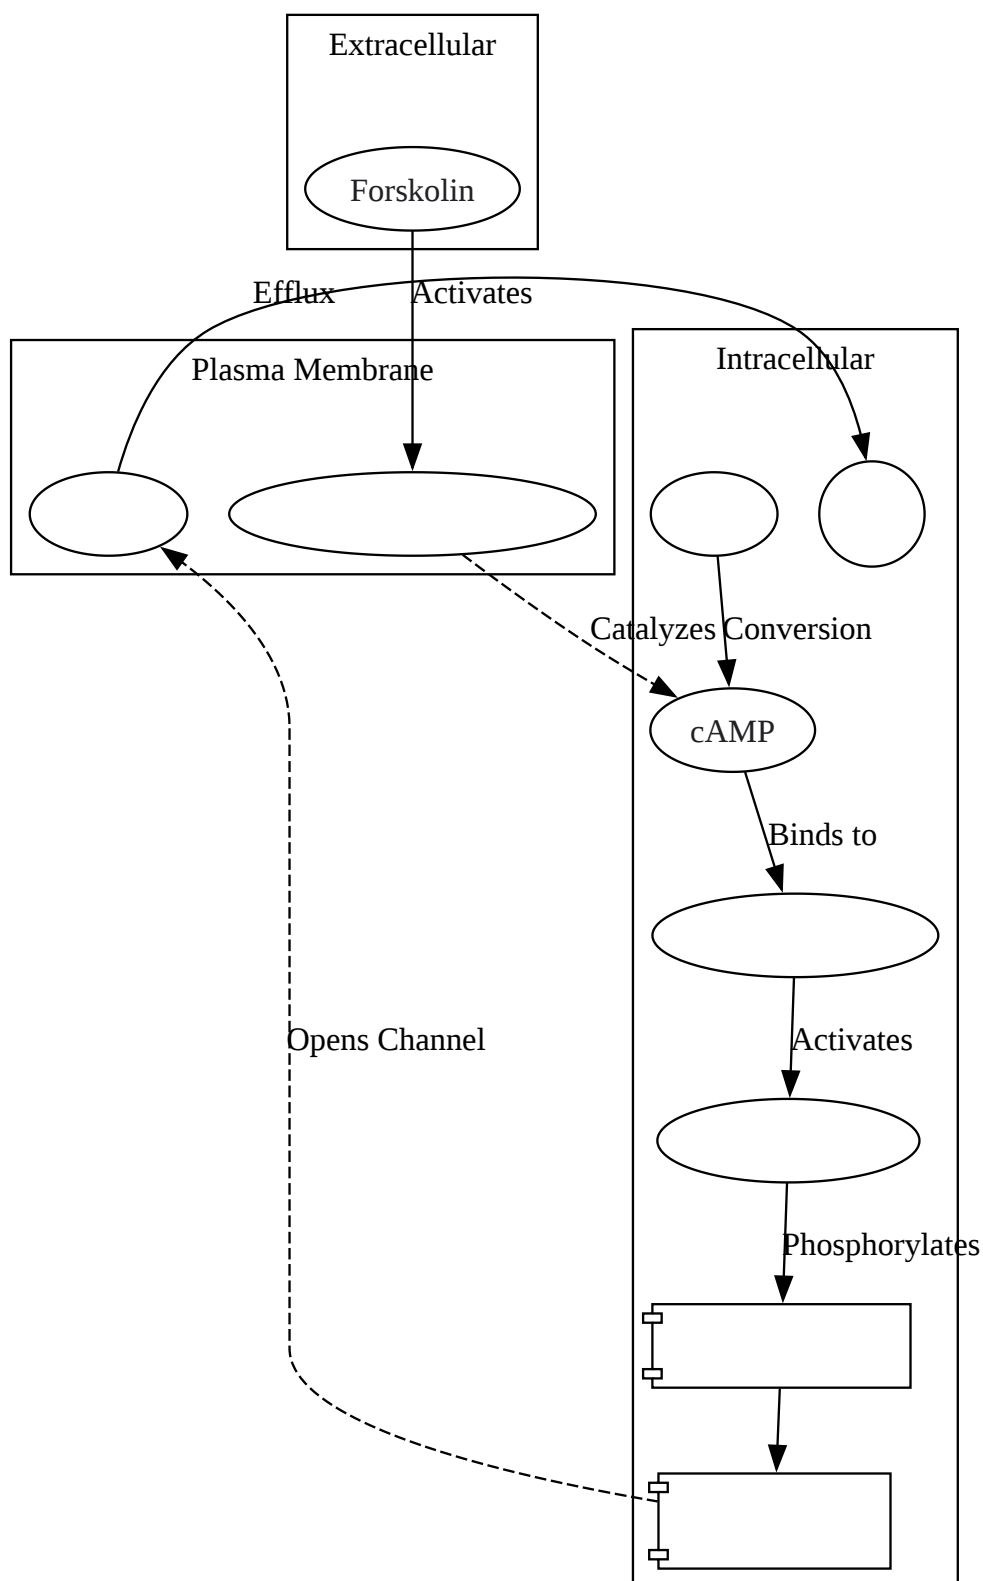 Extracellular
Forskolin
Efflux
Activates
Plasma Membrane
Intracellular
Catalyzes Conversion
cAMP
Binds to
Activates
Opens Channel
Phosphorylates